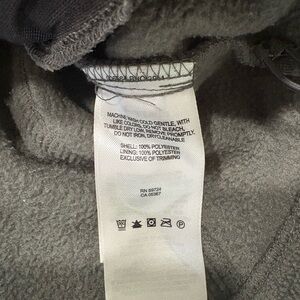 MACHINE WASH COLD GENTLE, WITH
LIKE COLORS, DO NOT BLEACH,
TUMBLE DRY LOW, REMOVE PROMPTLY,
DO NOT IRON, DRYCLEANABLE
SHELL: 100% POLYESTER
LINING: 100% POLYESTER
EXCLUSIVE OF TRIMMING
RN 89724
CA 05367